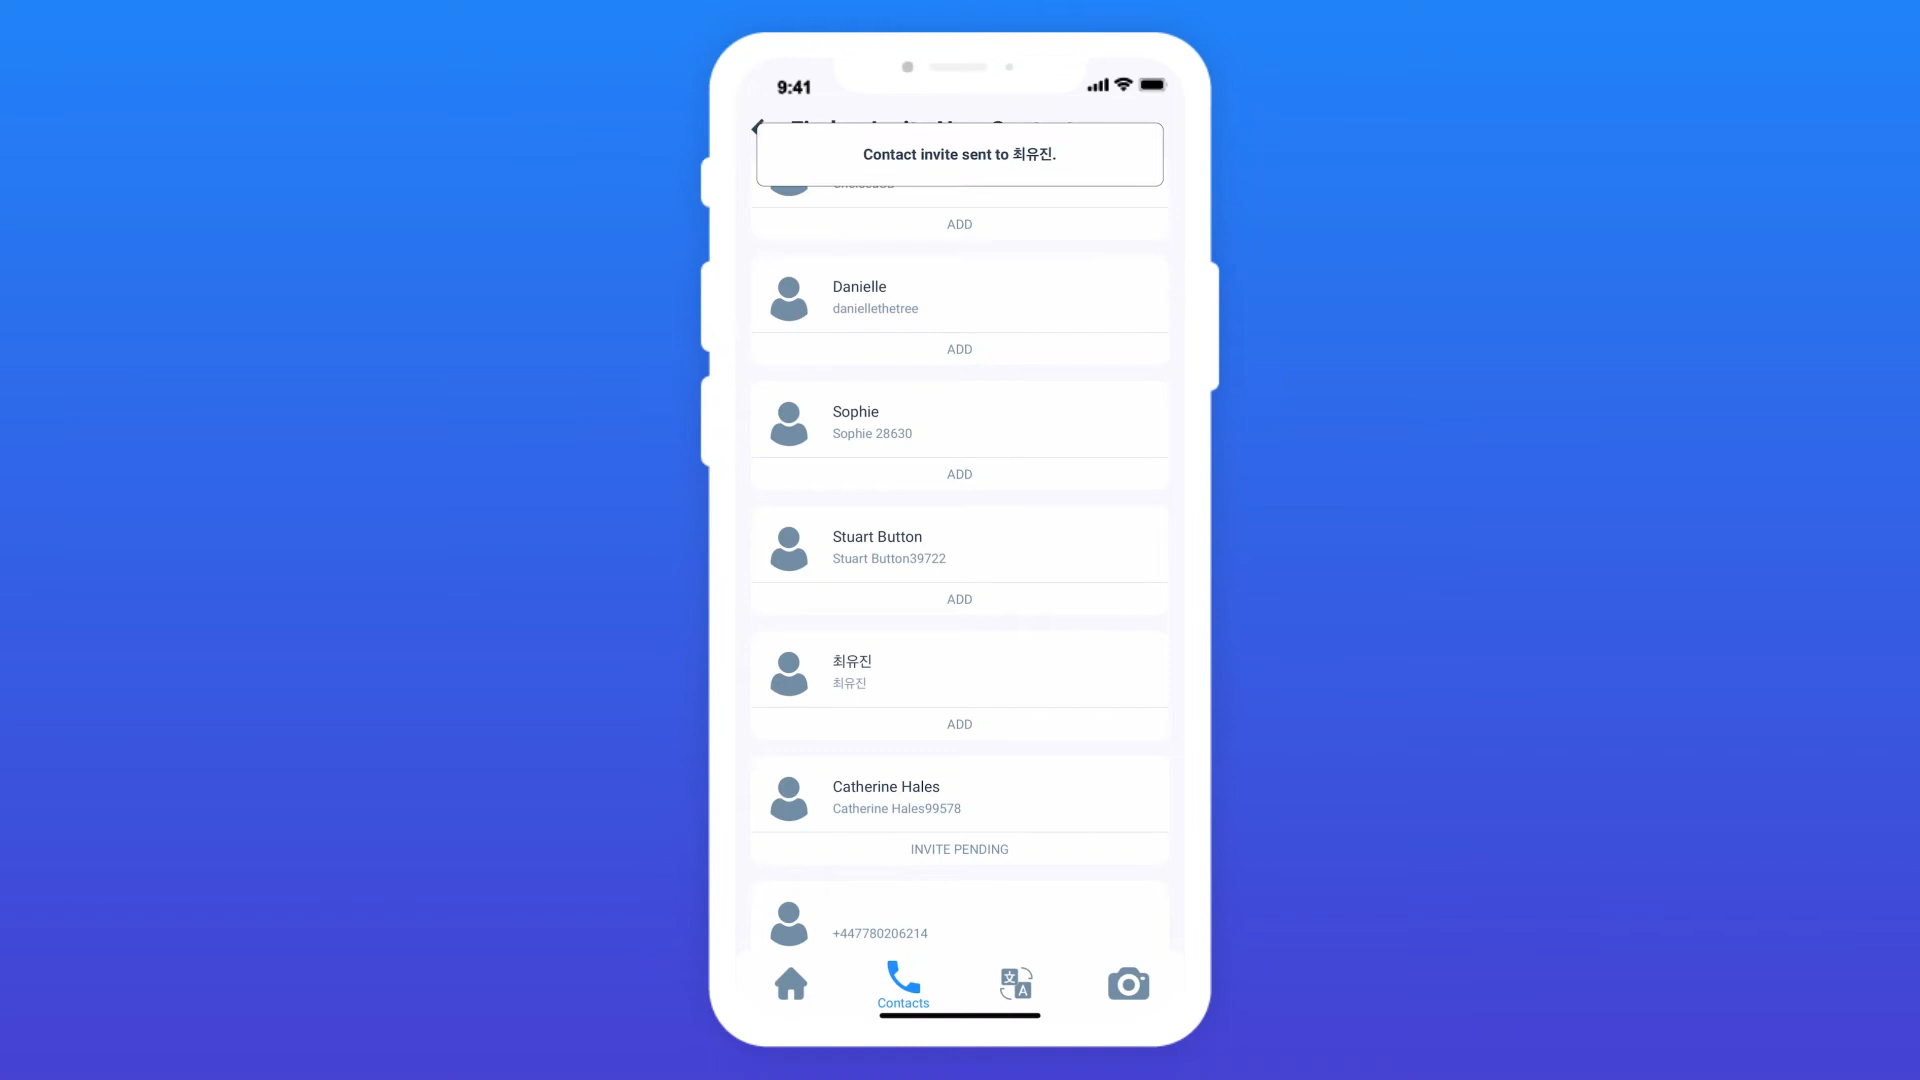 9:41
Contact invite sent to 최유진.
ADD
Danielle
daniellethetree
ADD
Sophie
Sophie 28630
ADD
Stuart Button
Stuart Button39722
ADD
최유진
최유진
ADD
Catherine Hales
Catherine Hales99578
INVITE PENDING
+447780206214
文
A
Contacts